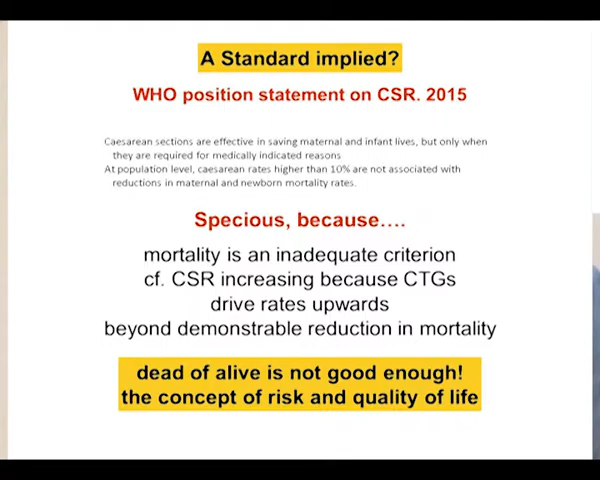 A Standard implied?
WHO position statement on CSR. 2015
Caesarean sections are effective in saving maternal and infant lives, but only when
they are required for medically indicated reasons
At population level, caesarean rates higher than 10% are not associated with
reductions in maternal and newborn mortality rates.
Specious, because….
mortality is an inadequate criterion
cf. CSR increasing because CTGs
drive rates upwards
beyond demonstrable reduction in mortality
dead of alive is not good enough!
the concept of risk and quality of life